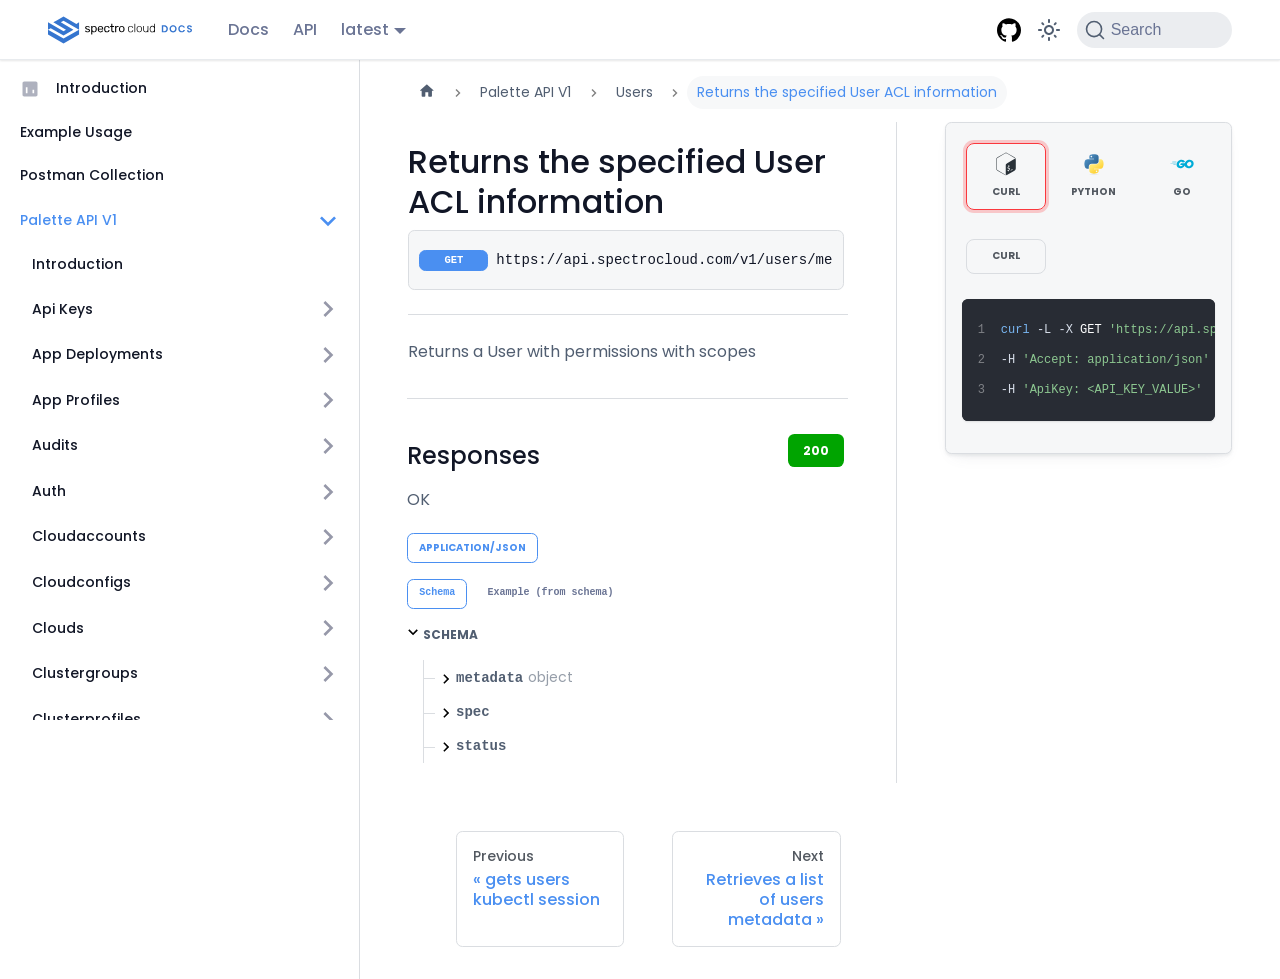 spectro cloud DOCS Docs API latest Search
Introduction
Example Usage
Postman Collection
Palette API V1
Introduction
Api Keys
App Deployments
App Profiles
Audits
Auth
Cloudaccounts
Cloudconfigs
Clouds
Clustergroups
Clusterprofiles
Palette API V1 Users Returns the specified User ACL information
Returns the specified User
ACL information
GET https://api.spectrocloud.com/v1/users/me
Returns a User with permissions with scopes
Responses 200
OK
APPLICATION/JSON
Schema Example (from schema)
SCHEMA
metadata object
spec
status
CURL PYTHON GO
CURL
1 curl -L -X GET 'https://api.sp
2 -H 'Accept: application/json'
3 -H 'ApiKey: <API_KEY_VALUE>'
Previous
« gets users
kubectl session
Next
Retrieves a list
of users
metadata »